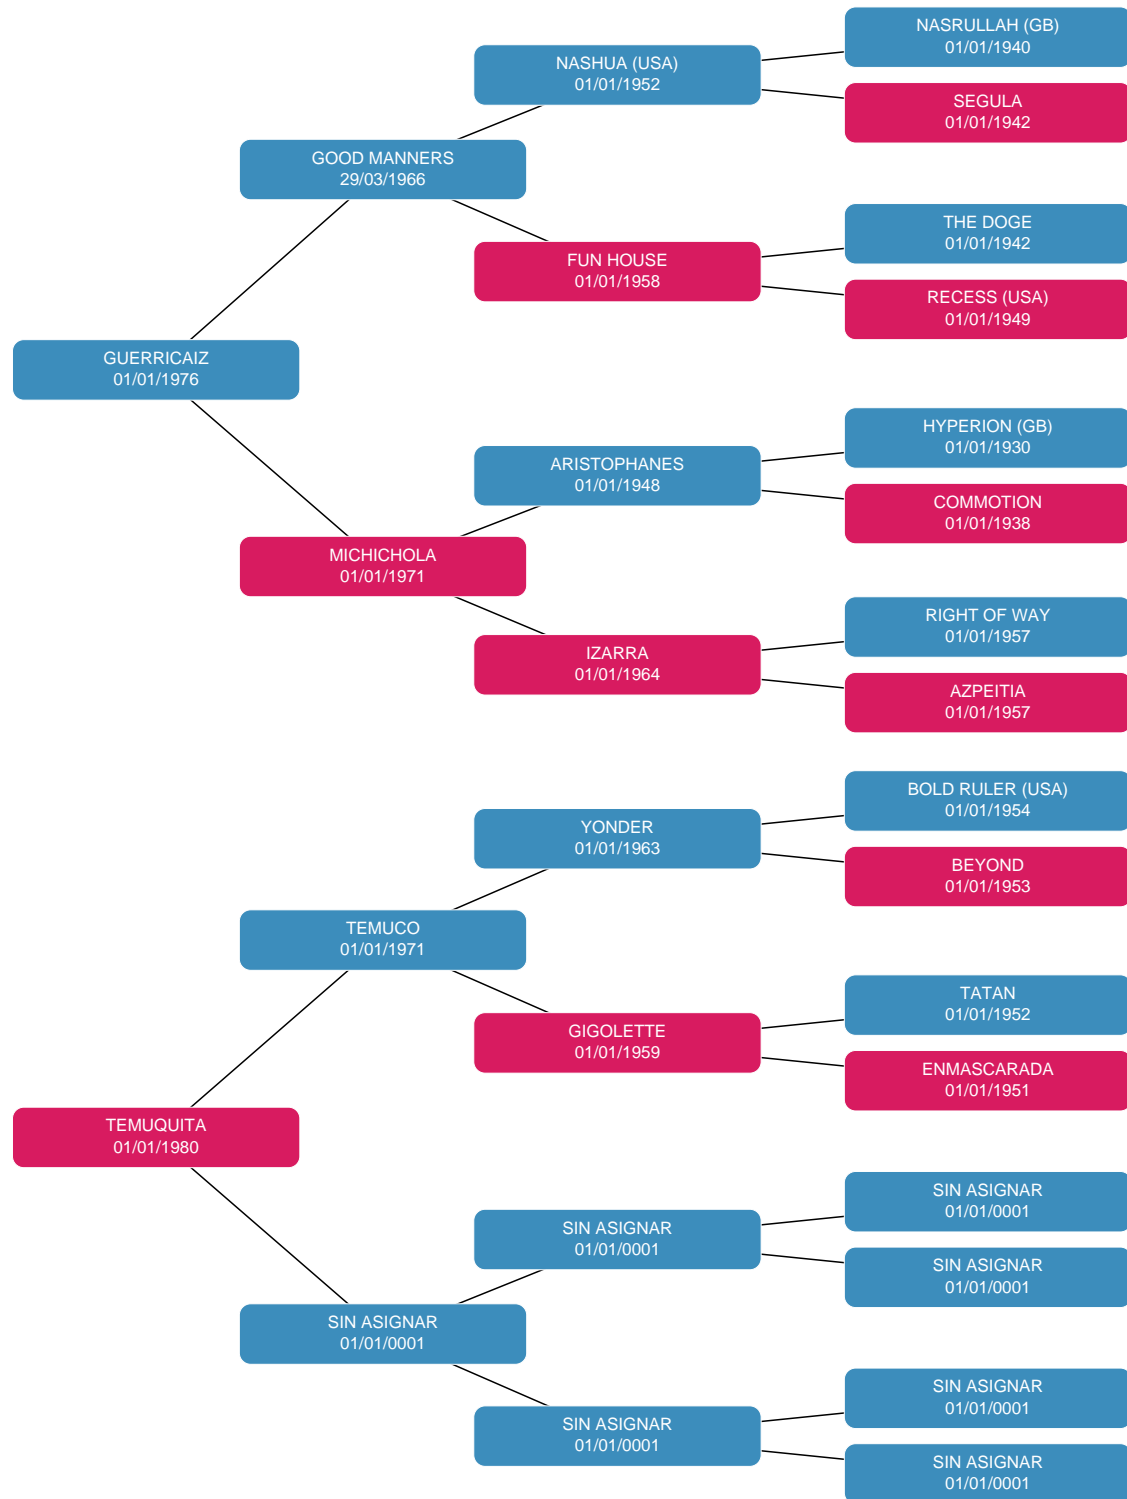 NASRULLAH (GB)
01/01/1940
NASHUA (USA)
01/01/1952
SEGULA
01/01/1942
GOOD MANNERS
29/03/1966
THE DOGE
01/01/1942
FUN HOUSE
01/01/1958
RECESS (USA)
01/01/1949
GUERRICAIZ
01/01/1976
HYPERION (GB)
01/01/1930
ARISTOPHANES
01/01/1948
COMMOTION
01/01/1938
MICHICHOLA
01/01/1971
RIGHT OF WAY
01/01/1957
IZARRA
01/01/1964
AZPEITIA
01/01/1957
BOLD RULER (USA)
01/01/1954
YONDER
01/01/1963
BEYOND
01/01/1953
TEMUCO
01/01/1971
TATAN
01/01/1952
GIGOLETTE
01/01/1959
ENMASCARADA
01/01/1951
TEMUQUITA
01/01/1980
SIN ASIGNAR
01/01/0001
SIN ASIGNAR
01/01/0001
SIN ASIGNAR
01/01/0001
SIN ASIGNAR
01/01/0001
SIN ASIGNAR
01/01/0001
SIN ASIGNAR
01/01/0001
SIN ASIGNAR
01/01/0001